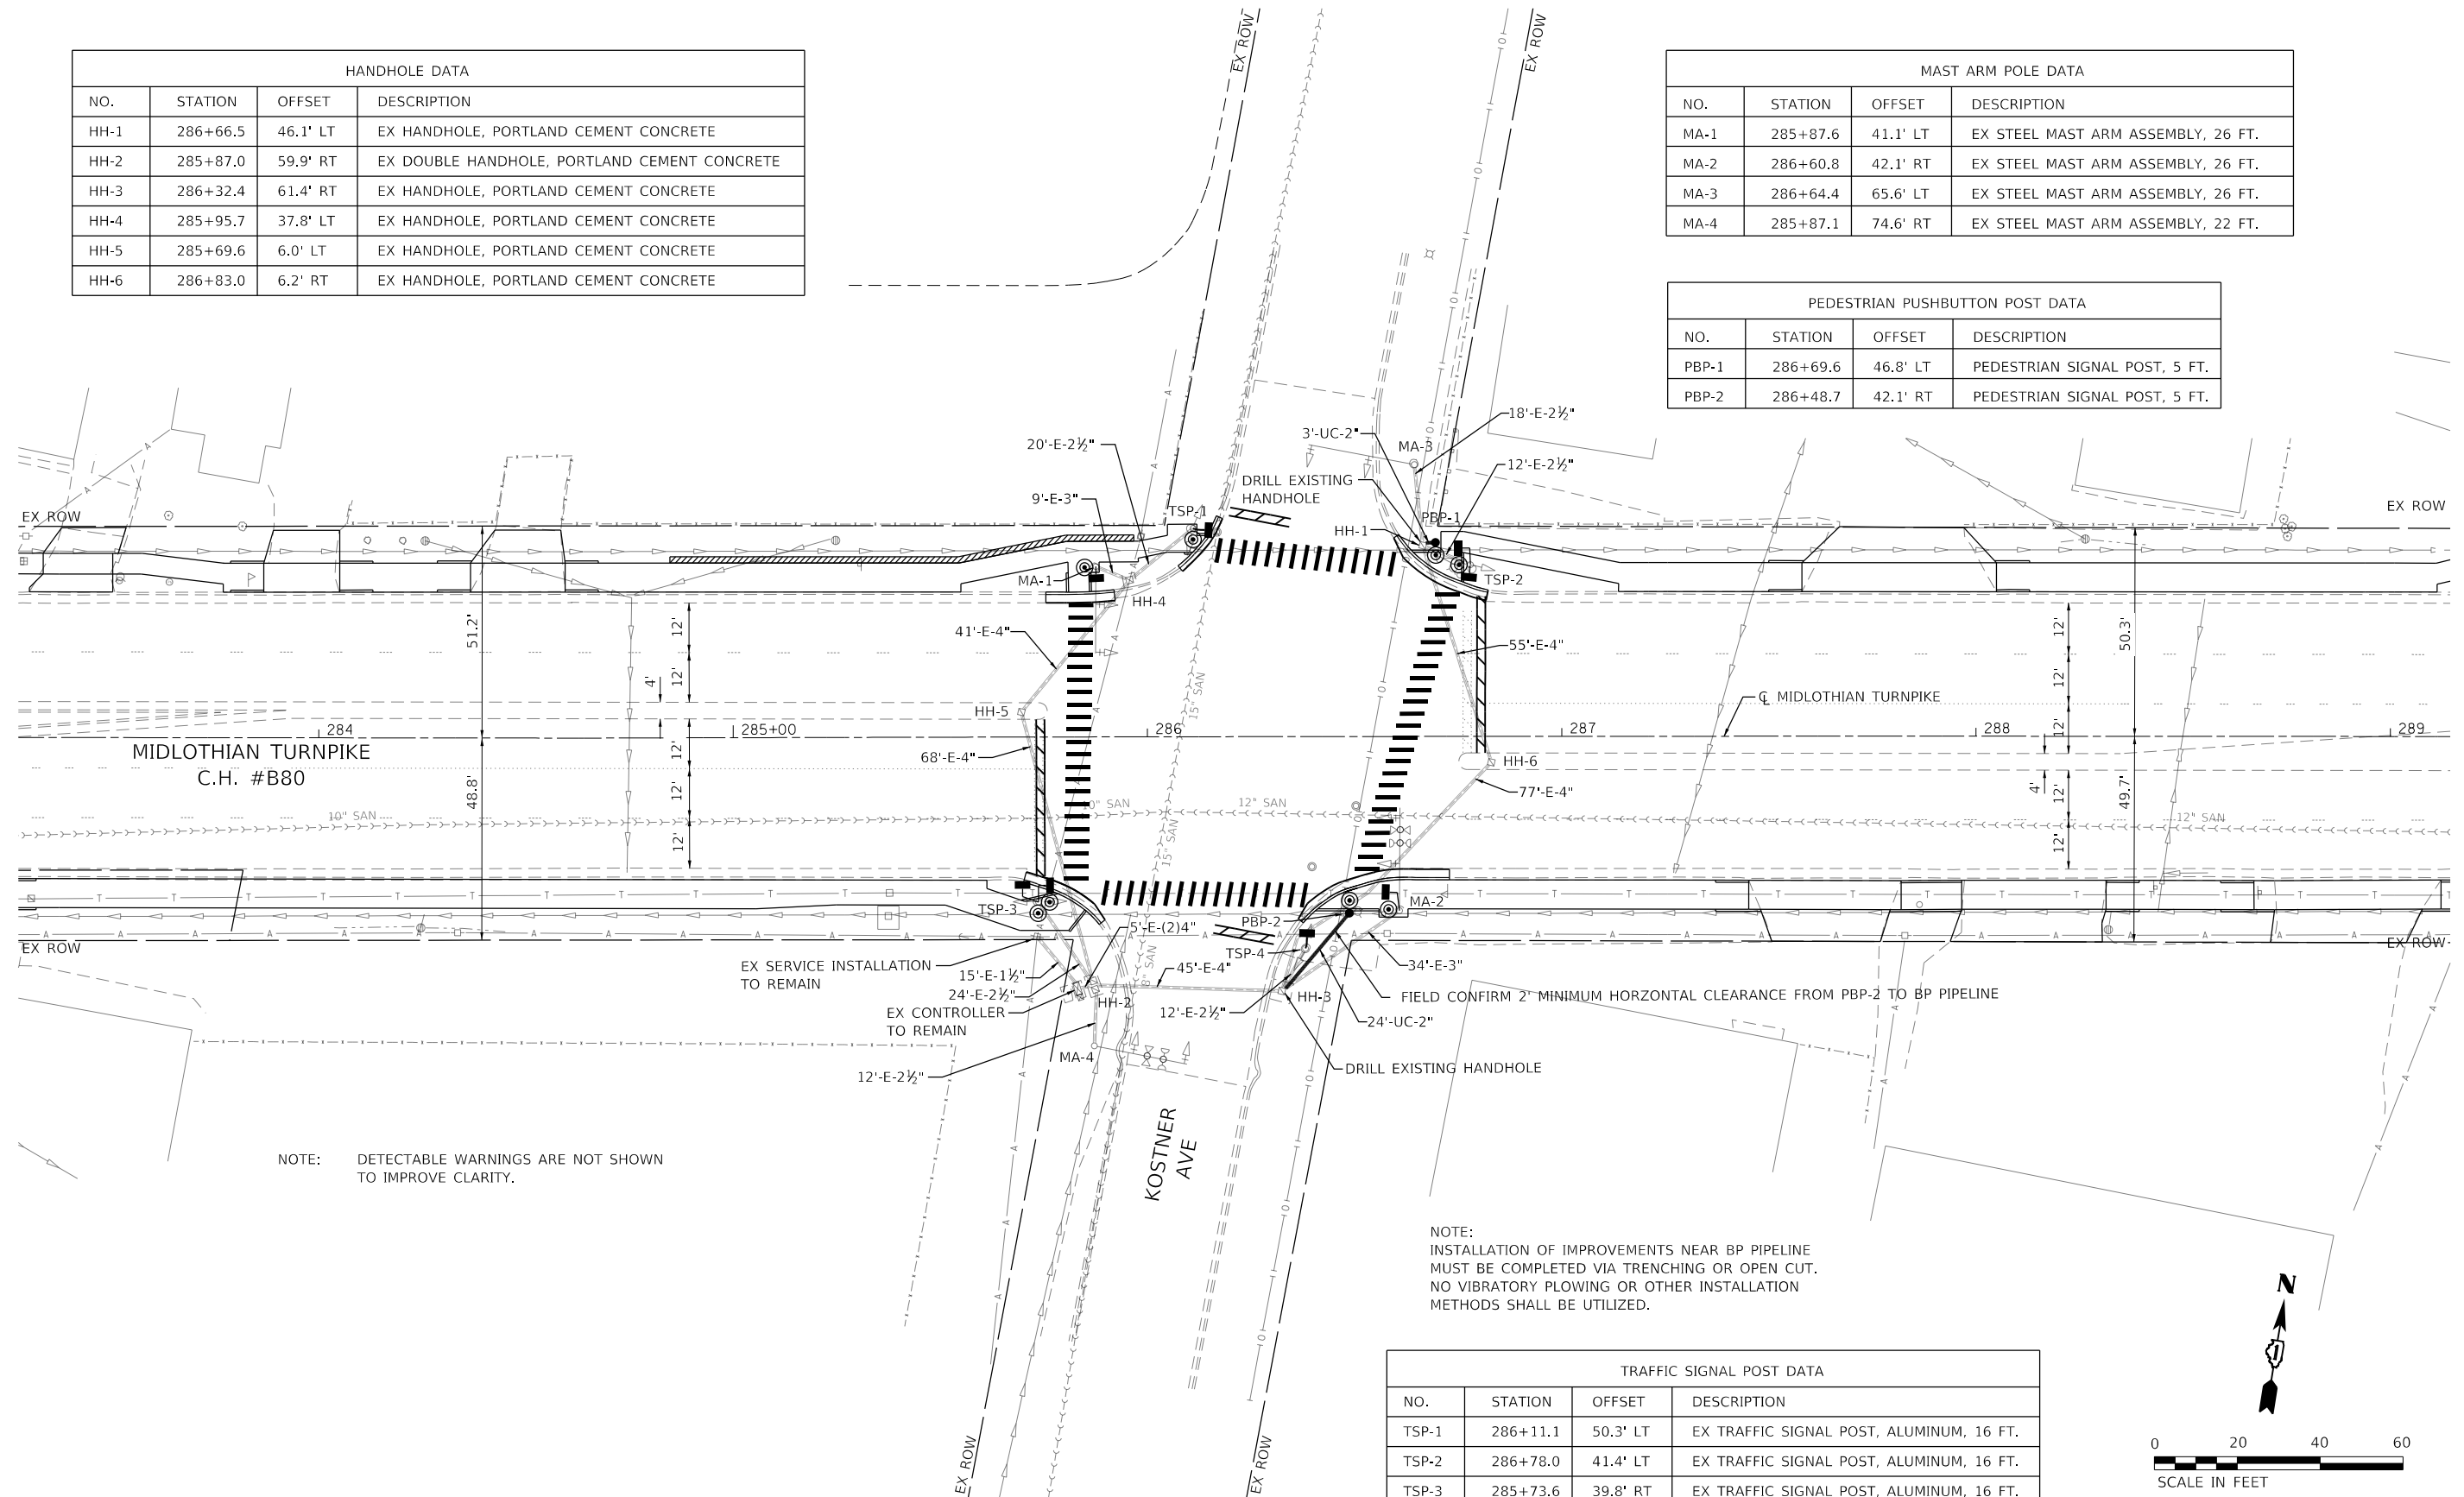 HANDHOLE DATA
NO. STATION OFFSET DESCRIPTION
HH-1 286+66.5 46.1' LT EX HANDHOLE, PORTLAND CEMENT CONCRETE
HH-2 285+87.0 59.9' RT EX DOUBLE HANDHOLE, PORTLAND CEMENT CONCRETE
HH-3 286+32.4 61.4' RT EX HANDHOLE, PORTLAND CEMENT CONCRETE
HH-4 285+95.7 37.8' LT EX HANDHOLE, PORTLAND CEMENT CONCRETE
HH-5 285+69.6 6.0' LT EX HANDHOLE, PORTLAND CEMENT CONCRETE
HH-6 286+83.0 6.2' RT EX HANDHOLE, PORTLAND CEMENT CONCRETE
EX ROW
EX ROW
MAST ARM POLE DATA
NO. STATION OFFSET DESCRIPTION
MA-1 285+87.6 41.1' LT EX STEEL MAST ARM ASSEMBLY, 26 FT.
MA-2 286+60.8 42.1' RT EX STEEL MAST ARM ASSEMBLY, 26 FT.
MA-3 286+64.4 65.6' LT EX STEEL MAST ARM ASSEMBLY, 26 FT.
MA-4 285+87.1 74.6' RT EX STEEL MAST ARM ASSEMBLY, 22 FT.
PEDESTRIAN PUSHBUTTON POST DATA
NO. STATION OFFSET DESCRIPTION
PBP-1 286+69.6 46.8' LT PEDESTRIAN SIGNAL POST, 5 FT.
PBP-2 286+48.7 42.1' RT PEDESTRIAN SIGNAL POST, 5 FT.
18'-E-2½"
3'-UC-2"
20'-E-2½"
MA-3
12'-E-2½"
DRILL EXISTING
HANDHOLE
9'-E-3"
TSP-1
PBP-1
EX ROW
EX ROW
HH-1
MA-1
TSP-2
HH-4
51.2'
12'
41'-E-4"
55'-E-4"
12'
50.3'
4'
12'
12'
15" SAN
℄ MIDLOTHIAN TURNPIKE
HH-5
284
285+00
286
287
288
289
MIDLOTHIAN TURNPIKE
C.H. #B80
12'
68'-E-4"
HH-6
12'
77'-E-4"
4'
48.8'
12'
10" SAN
12" SAN
12'
49.7'
10" SAN
15" SAN
12" SAN
12'
12'
TSP-3
MA-2
PBP-2
5'-E-(2)4"
EX ROW
EX ROW
TSP-4
EX SERVICE INSTALLATION
TO REMAIN
15'-E-1½"
8" SAN
45'-E-4"
34'-E-3"
24'-E-2½"
HH-2
HH-3
FIELD CONFIRM 2' MINIMUM HORZONTAL CLEARANCE FROM PBP-2 TO BP PIPELINE
EX CONTROLLER
TO REMAIN
12'-E-2½"
24'-UC-2"
MA-4
12'-E-2½"
DRILL EXISTING HANDHOLE
KOSTNER
AVE
NOTE: DETECTABLE WARNINGS ARE NOT SHOWN
TO IMPROVE CLARITY.
NOTE:
INSTALLATION OF IMPROVEMENTS NEAR BP PIPELINE
MUST BE COMPLETED VIA TRENCHING OR OPEN CUT.
NO VIBRATORY PLOWING OR OTHER INSTALLATION
METHODS SHALL BE UTILIZED.
N
TRAFFIC SIGNAL POST DATA
NO. STATION OFFSET DESCRIPTION
TSP-1 286+11.1 50.3' LT EX TRAFFIC SIGNAL POST, ALUMINUM, 16 FT.
TSP-2 286+78.0 41.4' LT EX TRAFFIC SIGNAL POST, ALUMINUM, 16 FT.
TSP-3 285+73.6 39.8' RT EX TRAFFIC SIGNAL POST, ALUMINUM, 16 FT.
EX ROW
EX ROW
0 20 40 60
SCALE IN FEET